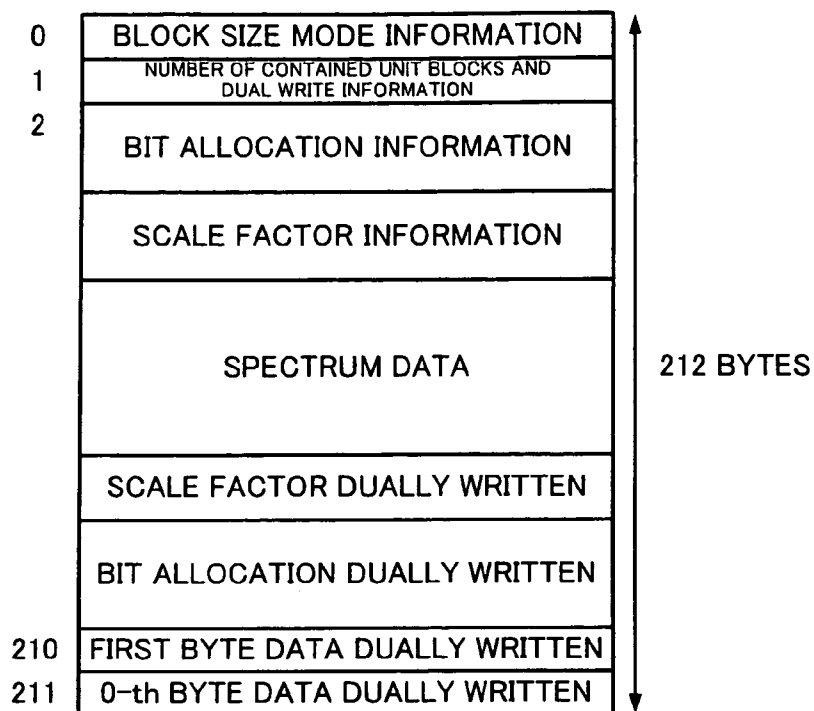 0 BLOCK SIZE MODE INFORMATION
1 NUMBER OF CONTAINED UNIT BLOCKS AND
DUAL WRITE INFORMATION
2
BIT ALLOCATION INFORMATION
SCALE FACTOR INFORMATION
SPECTRUM DATA
212 BYTES
SCALE FACTOR DUALLY WRITTEN
BIT ALLOCATION DUALLY WRITTEN
210 FIRST BYTE DATA DUALLY WRITTEN
211 0-th BYTE DATA DUALLY WRITTEN